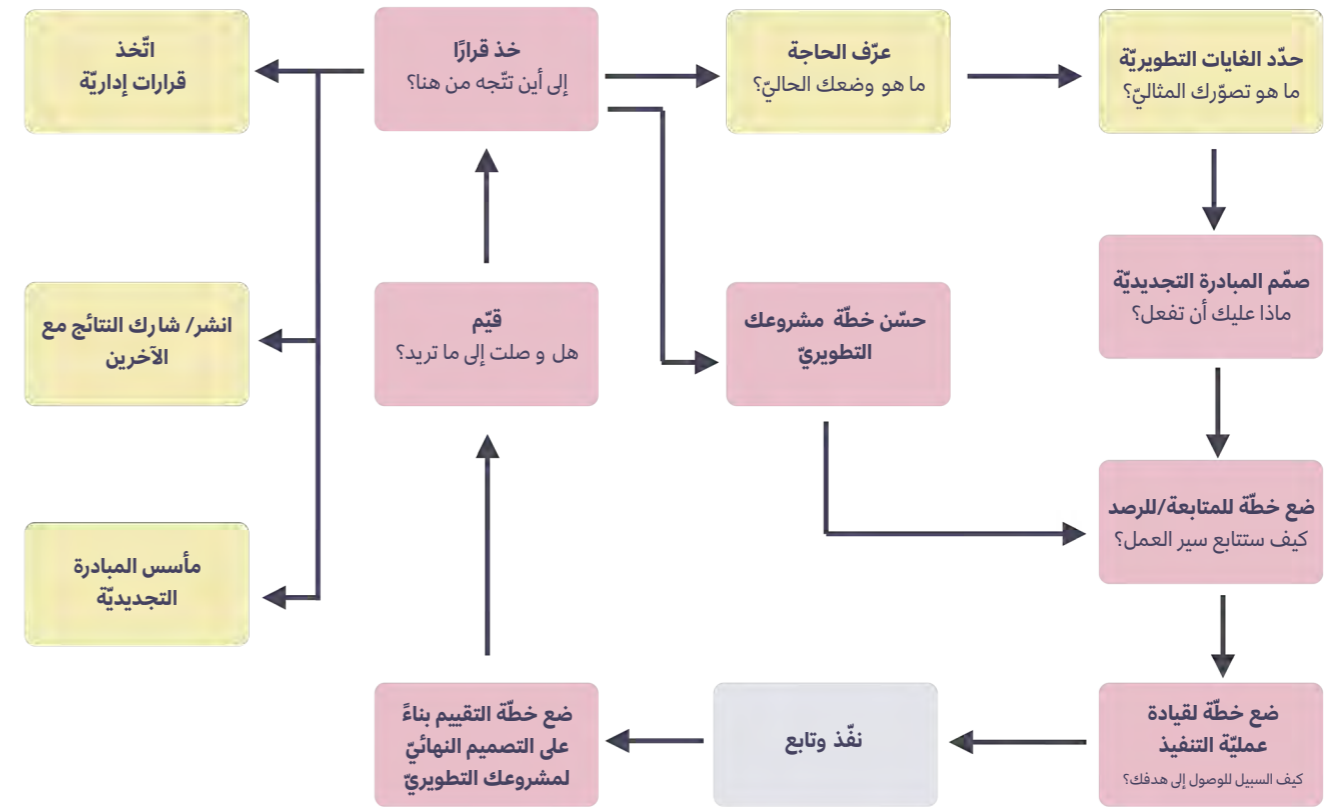 حدّد الغايات التطويريّة
ما هو تصوّرك المثاليّ؟
عرّف الحاجة
ما هو وضعك الحاليّ؟
خذ قرارًا
إلى أين تتّجه من هنا؟
اتّخذ
قرارات إداريّة
صمّم المبادرة التجديديّة
ماذا عليك أن تفعل؟
حسّن خطّة مشروعك
التطويريّ
قيّم
هل وصلت إلى ما تريد؟
انشر/ شارك النتائج مع
الآخرين
ضع خطّة للمتابعة/للرصد
كيف ستتابع سير العمل؟
مأسس المبادرة
التجديديّة
ضع خطّة لقيادة
عمليّة التنفيذ
كيف السبيل للوصول إلى هدفك؟
نفّذ وتابع
ضع خطّة التقييم بناءً
على التصميم النهائيّ
لمشروعك التطويريّ